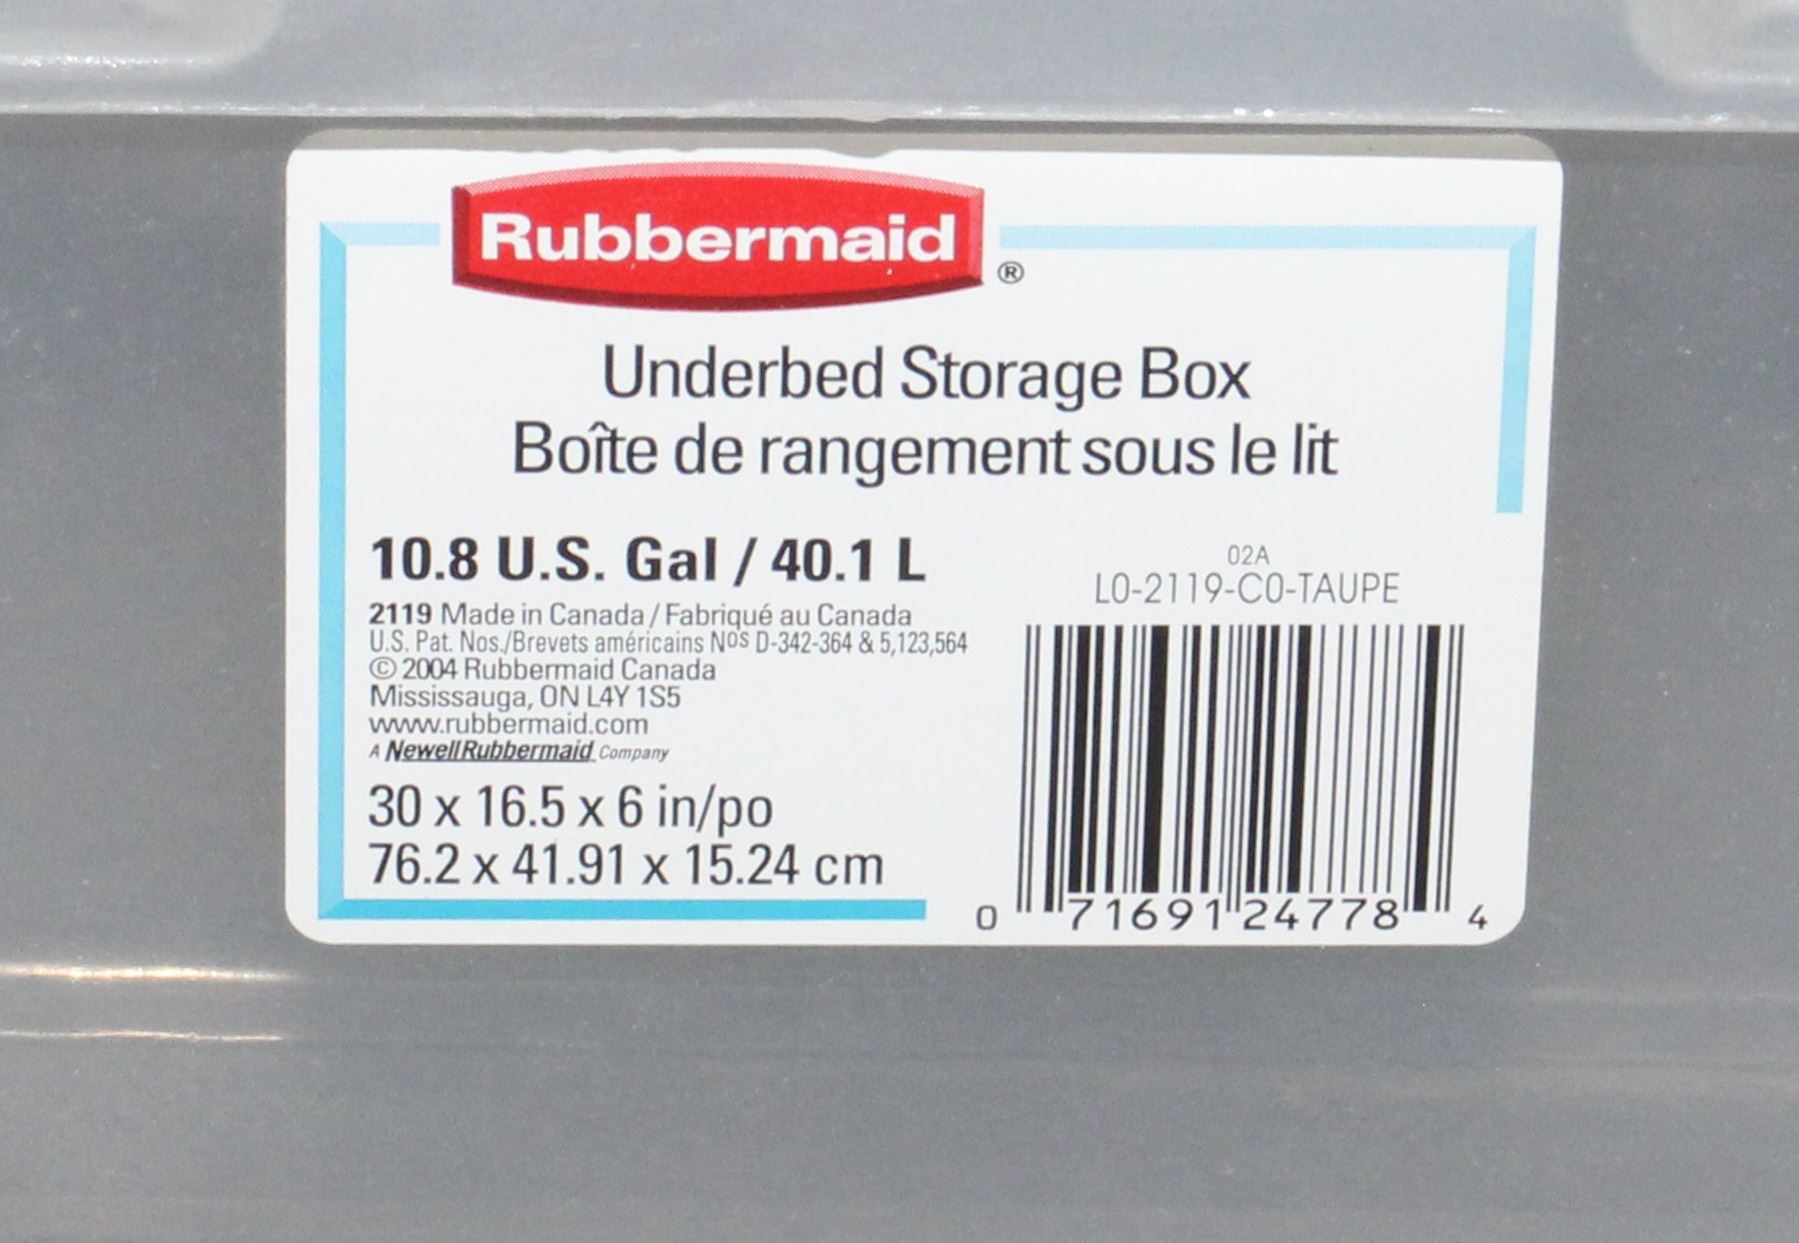 Rubbermaid®
Underbed Storage Box
Boîte de rangement sous le lit
10.8 U.S. Gal / 40.1 L
2119 Made in Canada / Fabriqué au Canada
U.S. Pat. Nos./Brevets américains Nos D-342-364 & 5,123,564
© 2004 Rubbermaid Canada
Mississauga, ON L4Y 1S5
www.rubbermaid.com
A Newell Rubbermaid Company
30 x 16.5 x 6 in/po
76.2 x 41.91 x 15.24 cm
02A
L0-2119-C0-TAUPE
0 71691 24778 4